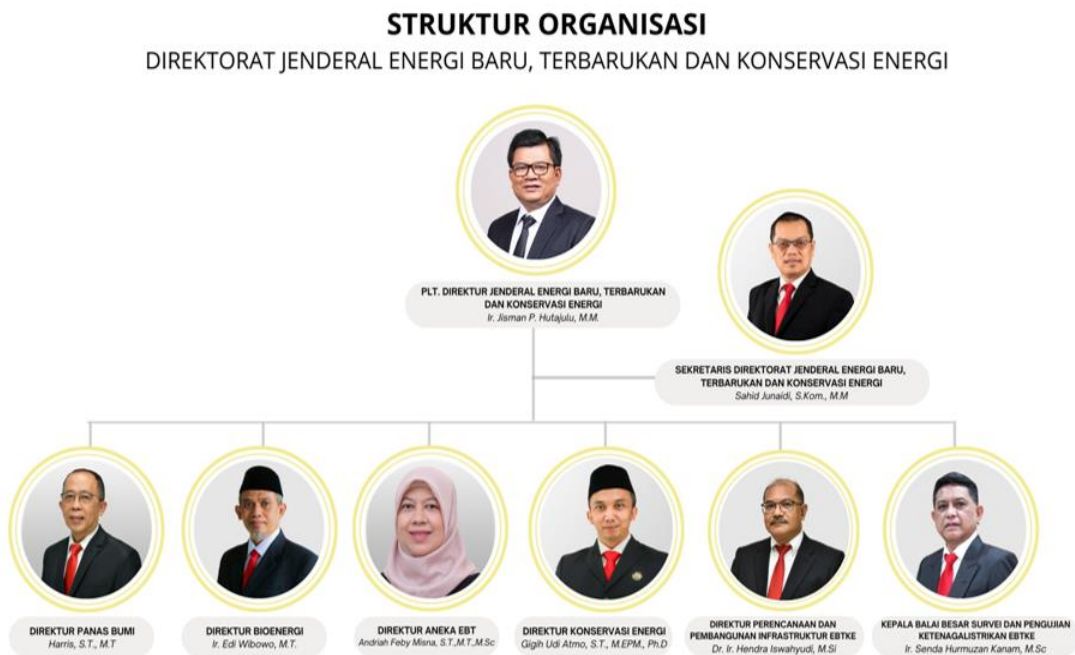 STRUKTUR ORGANISASI
DIREKTORAT JENDERAL ENERGI BARU, TERBARUKAN DAN KONSERVASI ENERGI
PLT. DIREKTUR JENDERAL ENERGI BARU, TERBARUKAN
DAN KONSERVASI ENERGI
Ir. Jisman P. Hutajulu, M.M.
SEKRETARIS DIREKTORAT JENDERAL ENERGI BARU,
TERBARUKAN DAN KONSERVASI ENERGI
Sahid Junaidi, S.Kom., M.M
DIREKTUR PANAS BUMI
Harris, S.T., M.T
DIREKTUR BIOENERGI
Ir. Edi Wibowo, M.T.
DIREKTUR ANEKA EBT
Andriah Feby Misna, S.T.,M.T.,M.Sc
DIREKTUR KONSERVASI ENERGI
Gigih Udi Atmo, S.T., M.EPM., Ph.D
DIREKTUR PERENCANAAN DAN
PEMBANGUNAN INFRASTRUKTUR EBTKE
Dr. Ir. Hendra Iswahyudi, M.Si
KEPALA BALAI BESAR SURVEI DAN PENGUJIAN
KETENAGALISTRIKAN EBTKE
Ir. Senda Hurmuzan Kanam, M.Sc